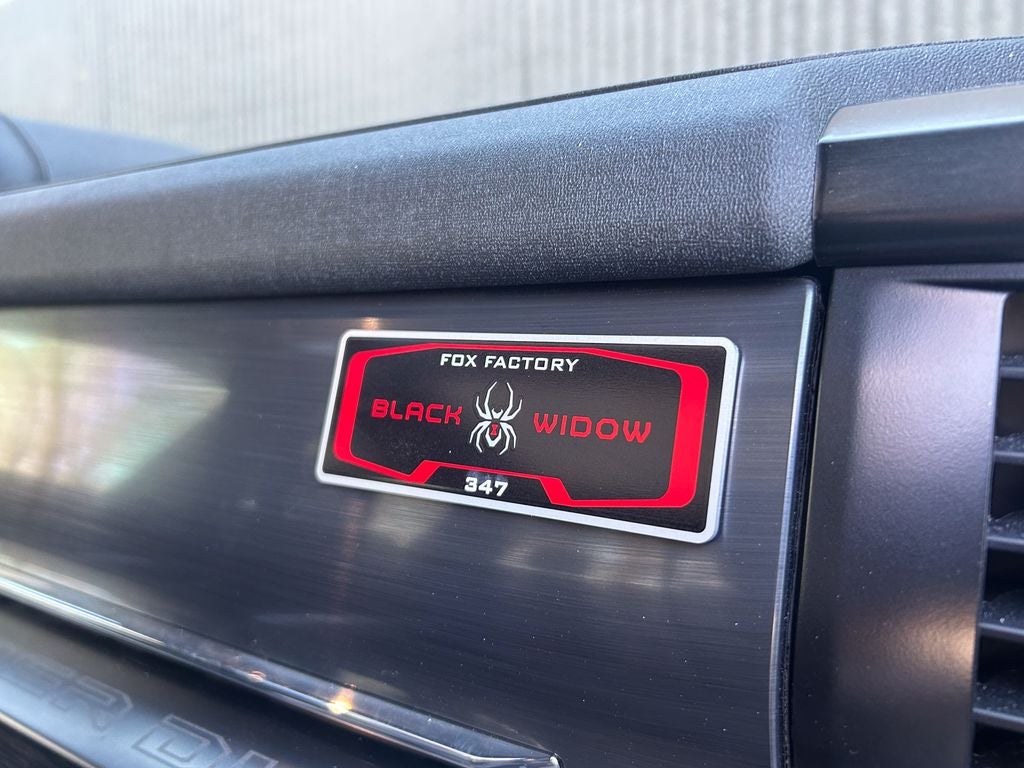 FOX FACTORY
BLACK WIDOW
347